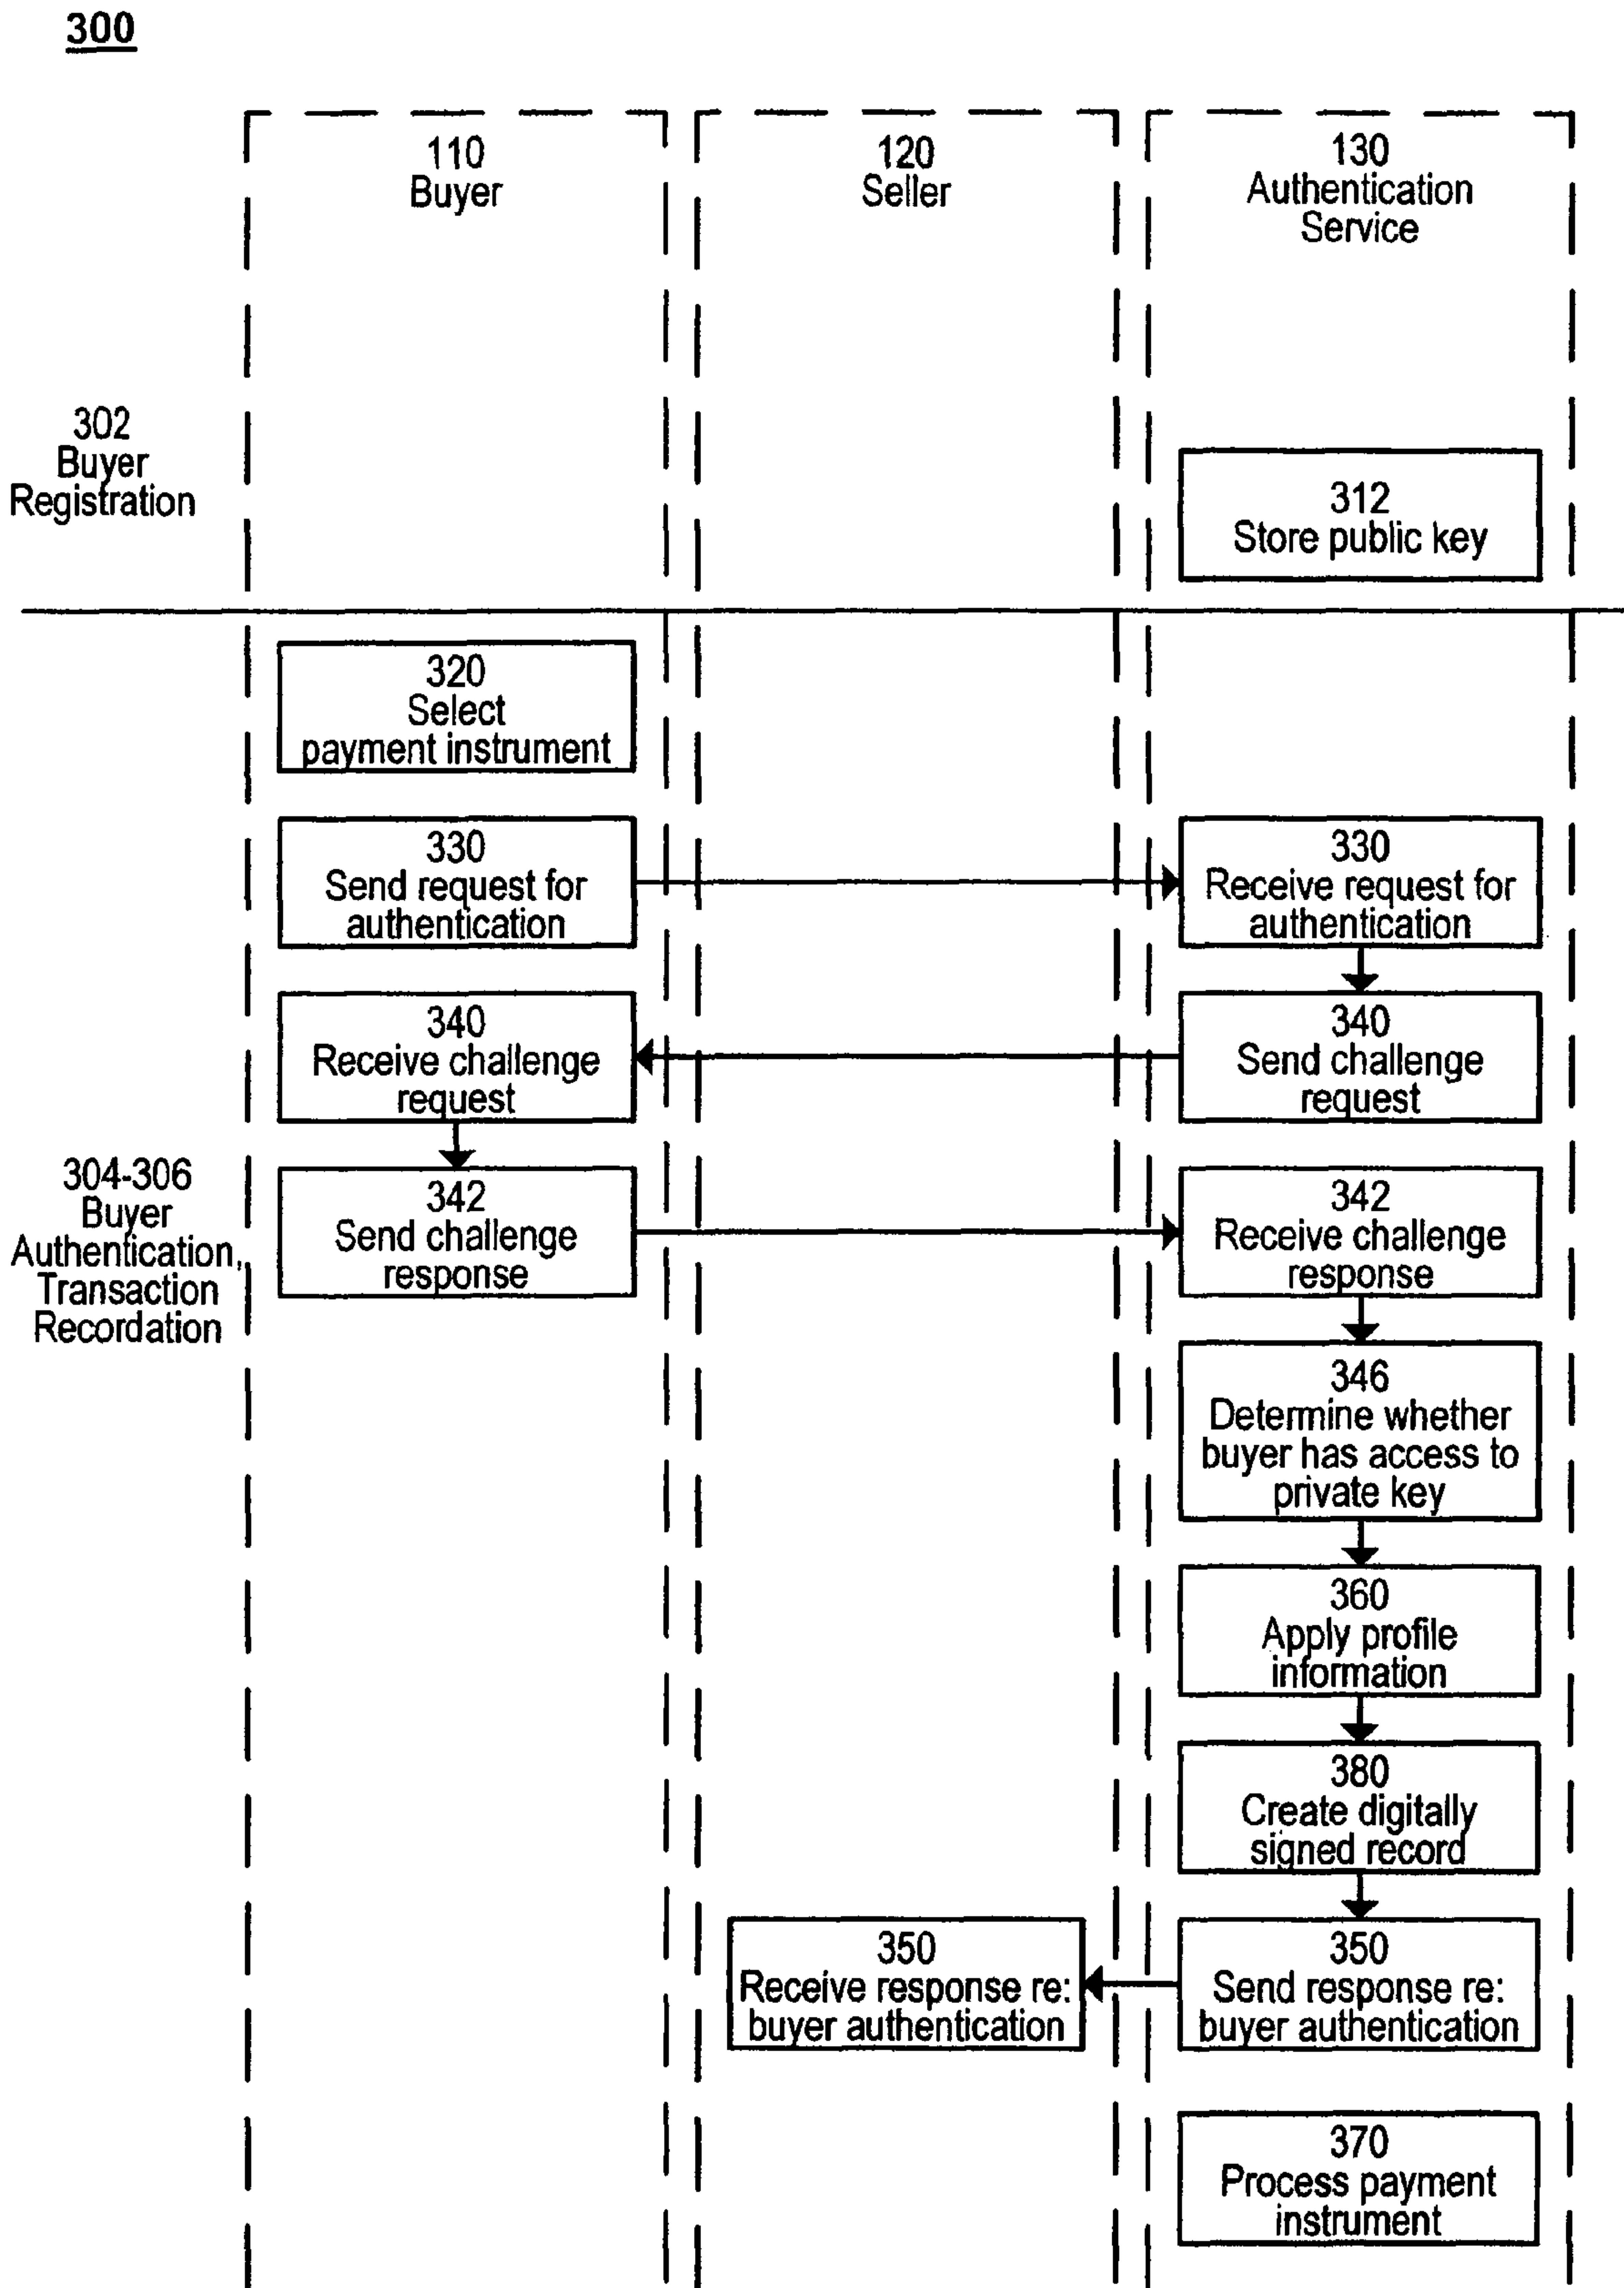 300
110
Buyer
120
Seller
130
Authentication
Service
302
Buyer
Registration
312
Store public key
320
Select
payment instrument
330
Send request for
authentication
330
Receive request for
authentication
340
Receive challenge
request
340
Send challenge
request
304-306
Buyer
Authentication,
Transaction
Recordation
342
Send challenge
response
342
Receive challenge
response
346
Determine whether
buyer has access to
private key
360
Apply profile
information
380
Create digitally
signed record
350
Receive response re:
buyer authentication
350
Send response re:
buyer authentication
370
Process payment
instrument